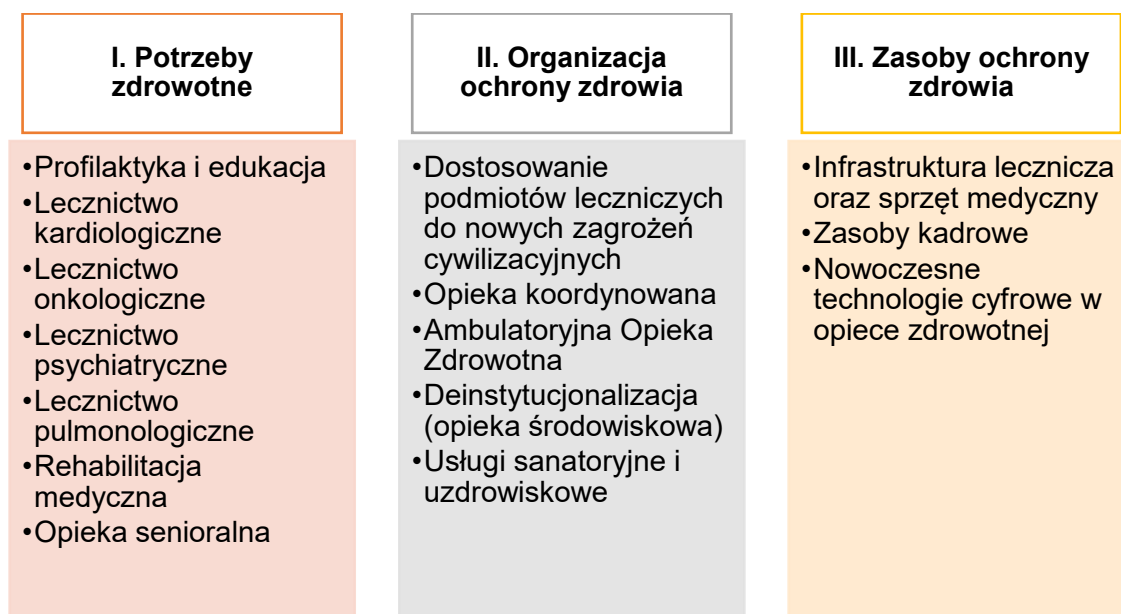 I. Potrzeby
zdrowotne
•Profilaktyka i edukacja
•Lecznictwo
kardiologiczne
•Lecznictwo
onkologiczne
•Lecznictwo
psychiatryczne
•Lecznictwo
pulmonologiczne
•Rehabilitacja
medyczna
•Opieka senioralna
II. Organizacja
ochrony zdrowia
•Dostosowanie
podmiotów leczniczych
do nowych zagrożeń
cywilizacyjnych
•Opieka koordynowana
•Ambulatoryjna Opieka
Zdrowotna
•Deinstytucjonalizacja
(opieka środowiskowa)
•Usługi sanatoryjne i
uzdrowiskowe
III. Zasoby ochrony
zdrowia
•Infrastruktura lecznicza
oraz sprzęt medyczny
•Zasoby kadrowe
•Nowoczesne
technologie cyfrowe w
opiece zdrowotnej